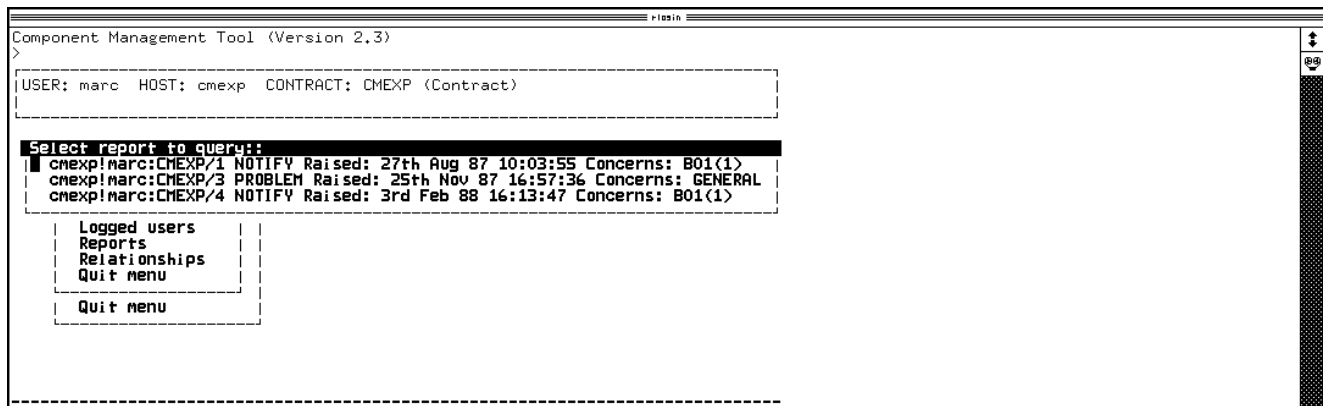 rlogin
Component Management Tool (Version 2.3)
>
USER: marc HOST: cmexp CONTRACT: CMEXP (Contract)
Select report to query::
cmexp!marc:CMEXP/1 NOTIFY Raised: 27th Aug 87 10:03:55 Concerns: B01(1)
cmexp!marc:CMEXP/3 PROBLEM Raised: 25th Nov 87 16:57:36 Concerns: GENERAL
cmexp!marc:CMEXP/4 NOTIFY Raised: 3rd Feb 88 16:13:47 Concerns: B01(1)
Logged users
Reports
Relationships
Quit menu
Quit menu